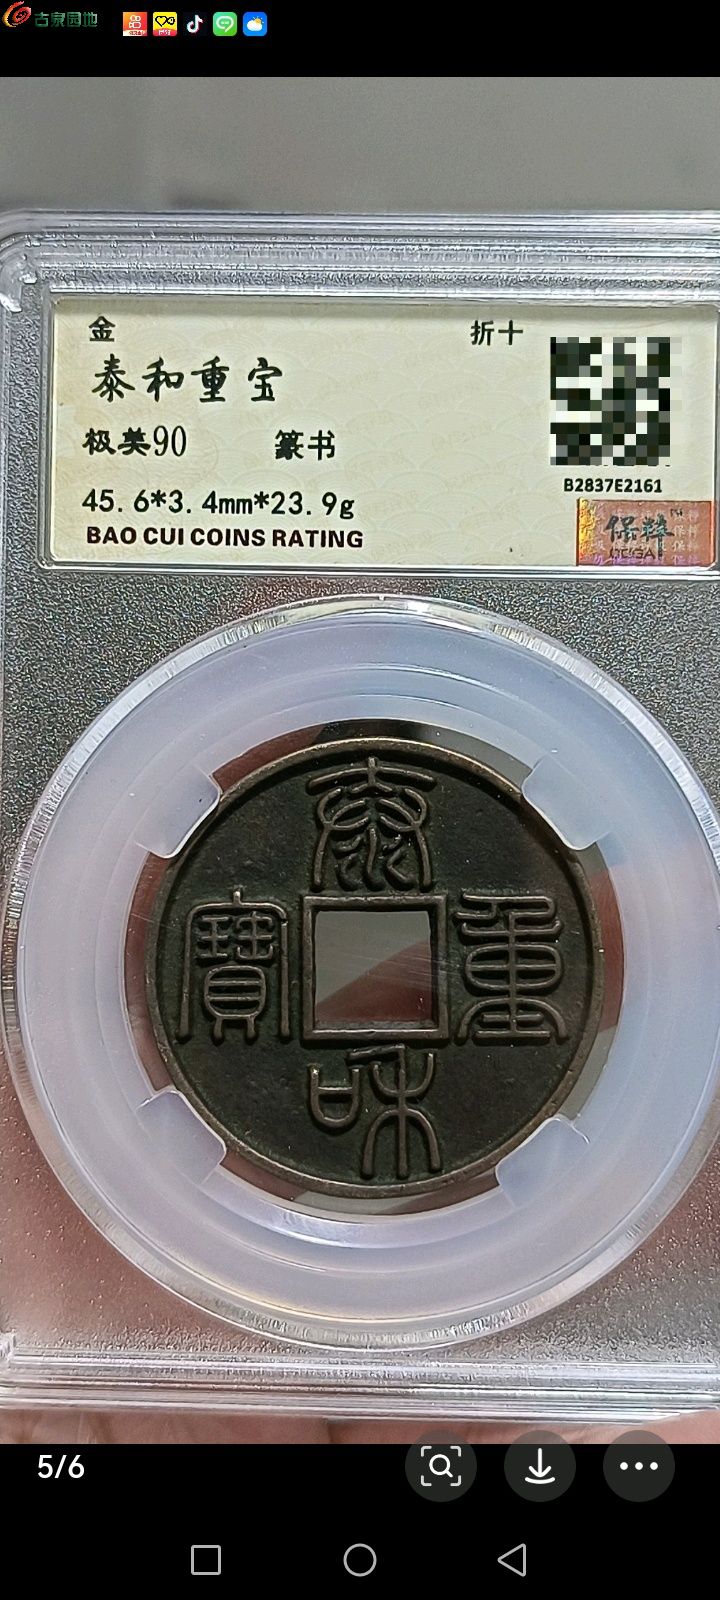 古泉园地
金 折十
泰和重宝
极美90 篆书
45.6*3.4mm*23.9g
B2837E2161
BAO CUI COINS RATING
保粹
泰
寶 重
和
5/6